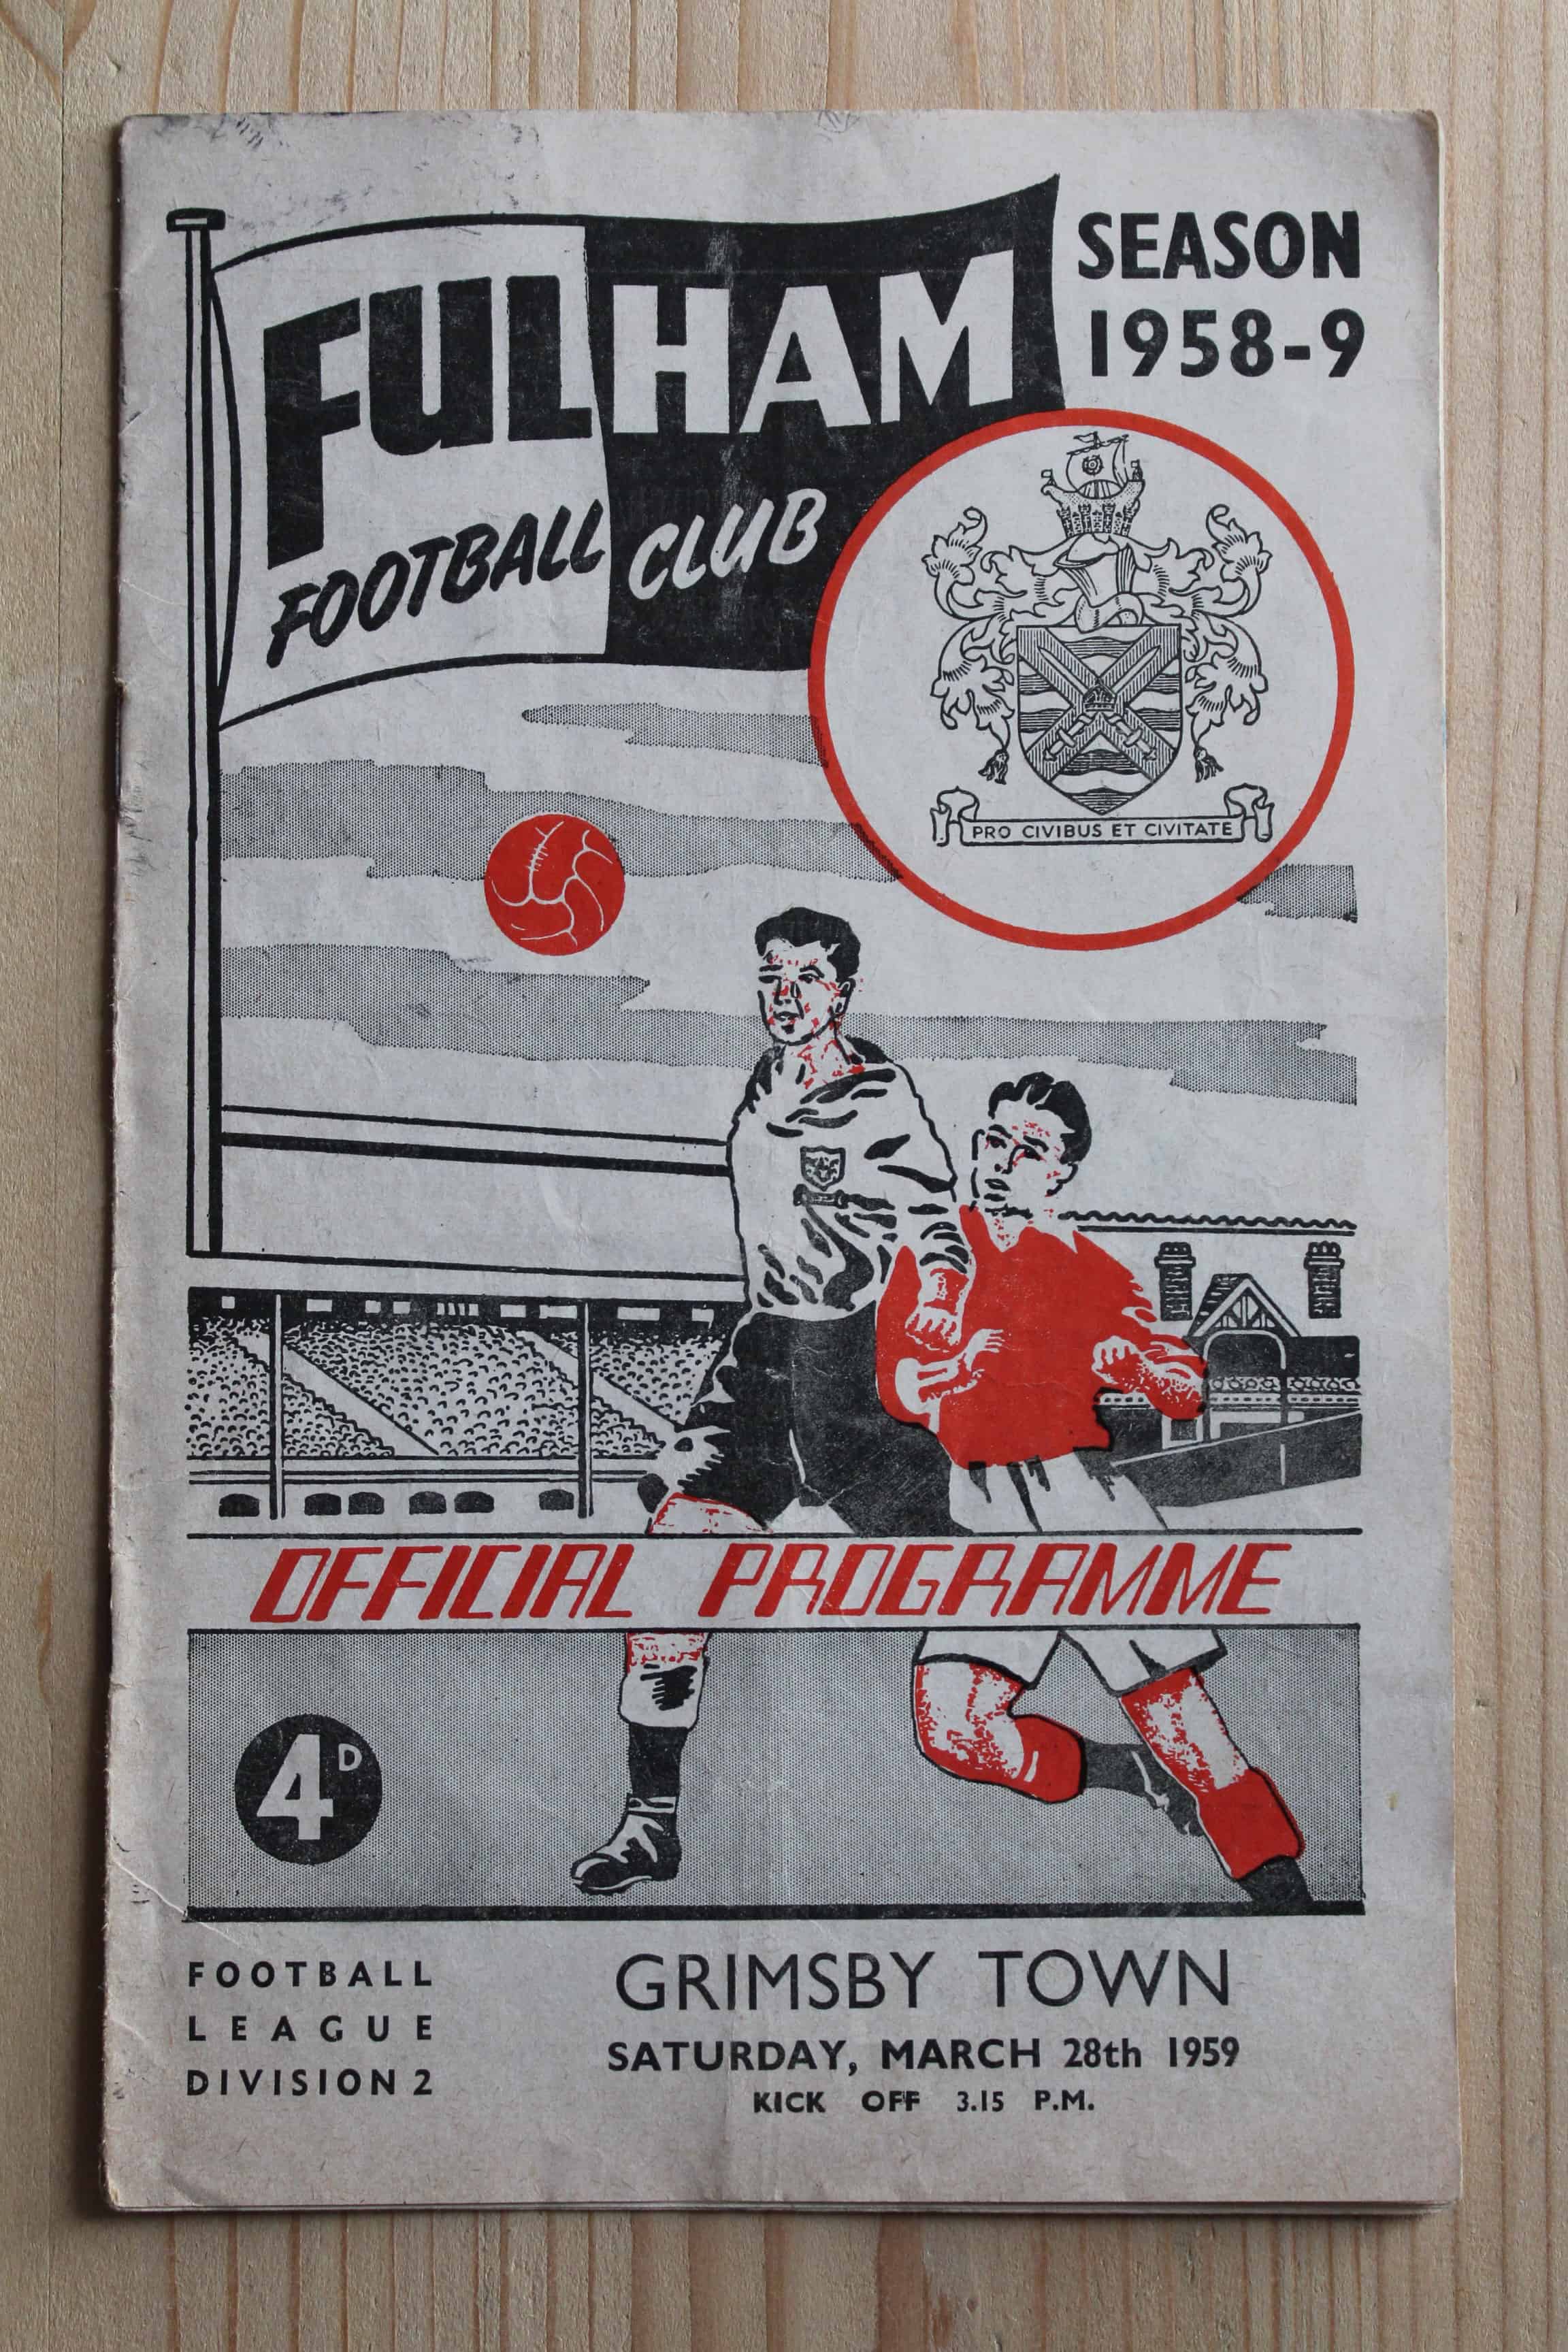 FULHAM
FOOTBALL CLUB
SEASON
1958-9
PRO CIVIBUS ET CIVITATE
OFFICIAL PROGRAMME
4D
FOOTBALL
LEAGUE
DIVISION 2
GRIMSBY TOWN
SATURDAY, MARCH 28th 1959
KICK OFF 3.15 P.M.